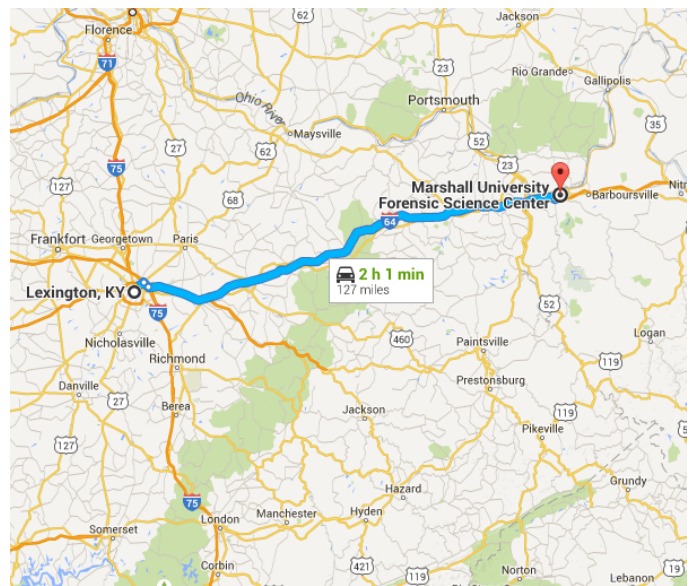 Jackson
Florence
71
23
Rio Grande
Gallipolis
Ohio River
Portsmouth
62
27
Maysville
52
35
75
62
23
Marshall University
Forensic Science Center
Barboursville
Nitr
127
68
64
Frankfort
Georgetown
Paris
2 h 1 min
127 miles
Lexington, KY
75
52
Nicholasville
460
Paintsville
Logan
119
Richmond
Danville
27
Prestonsburg
Berea
Jackson
119
127
Pikeville
Hazard
Grundy
75
Manchester
Hyden
Somerset
London
Corbin
421
119
Norton
Lebanon
19